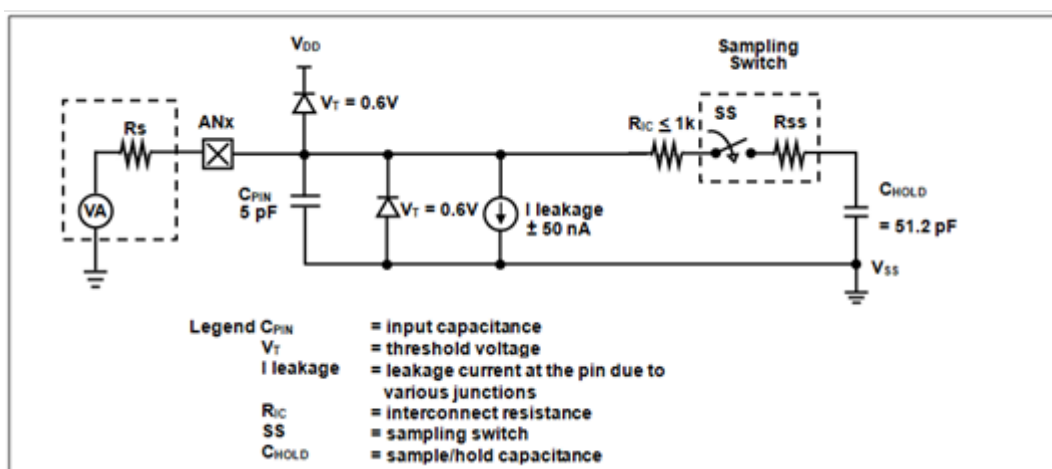 VDD
Sampling
Switch
VT = 0.6V
Rs
ANx
RIC ≤ 1k
SS
Rss
CPIN
5 pF
VA
VT = 0.6V
I leakage
± 50 nA
CHOLD
= 51.2 pF
VSS
Legend CPIN = input capacitance
VT = threshold voltage
I leakage = leakage current at the pin due to
various junctions
RIC = interconnect resistance
SS = sampling switch
CHOLD = sample/hold capacitance